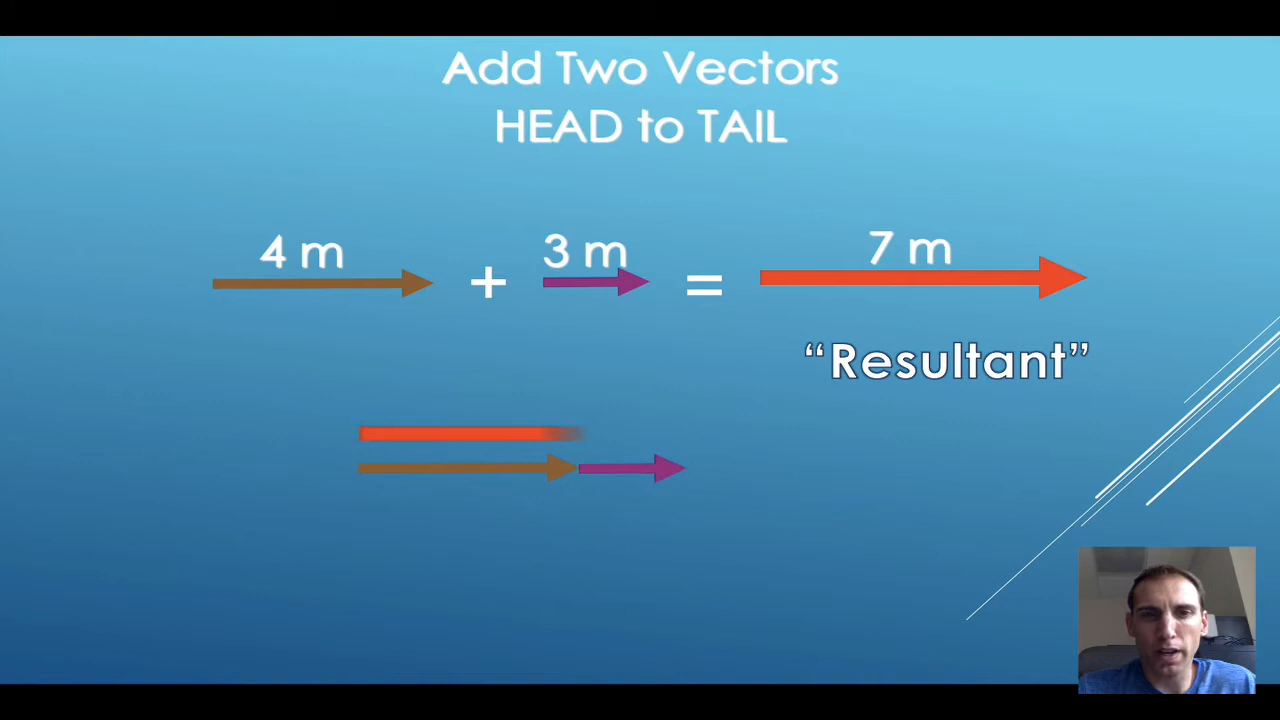 Add Two Vectors
HEAD to TAIL
4 m + 3 m = 7 m
“Resultant”